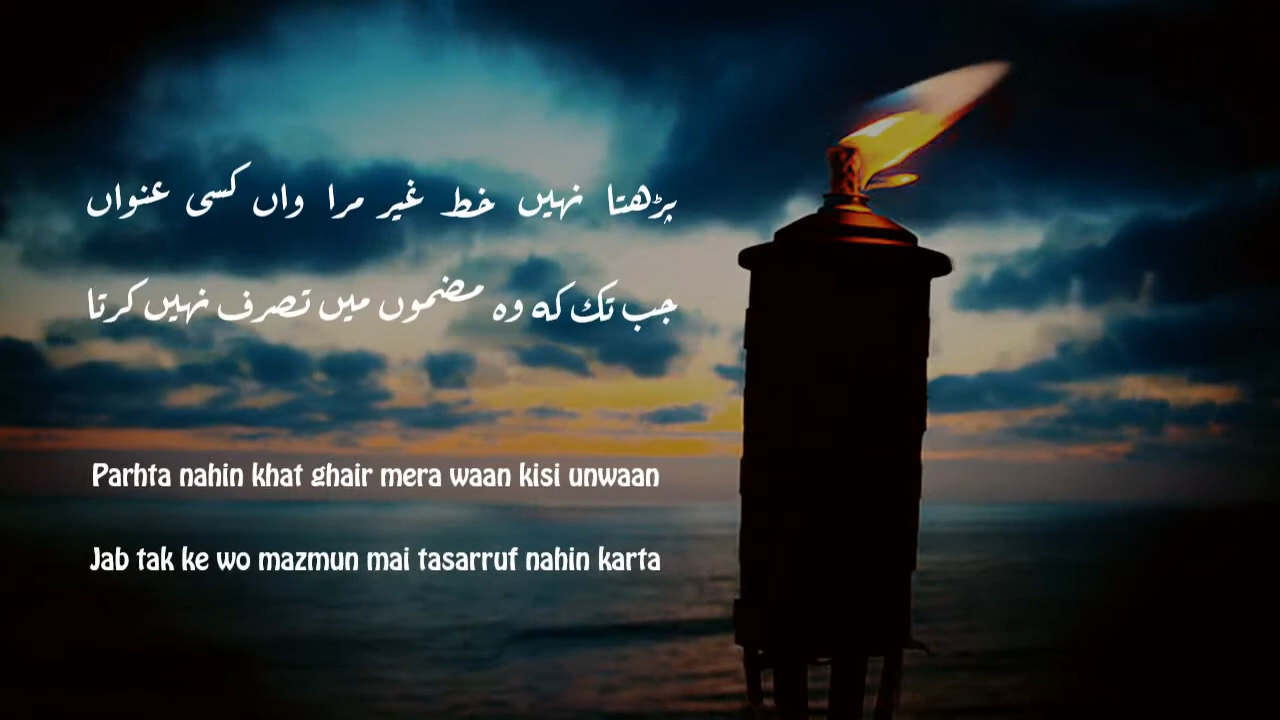 پڑھتا نہیں خط غیر مرا واں کسی عنواں
جب تک کہ وہ مضموں میں تصرف نہیں کرتا
Parhta nahin khat ghair mera waan kisi unwaan
Jab tak ke wo mazmun mai tasarruf nahin karta